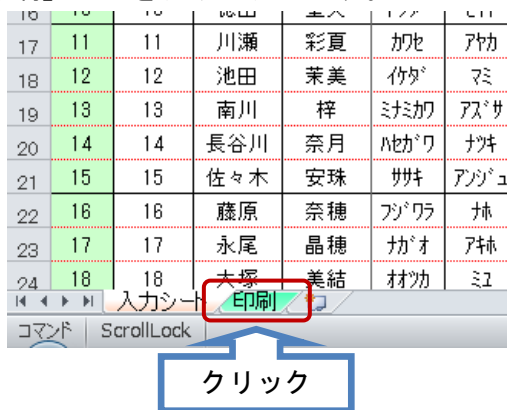 17 11 11 川瀬 彩夏 ｶﾜｾ ｱﾔｶ
18 12 12 池田 茉美 ｲｹﾀﾞ ﾏﾐ
19 13 13 南川 梓 ﾐﾅﾐｶﾜ ｱｽﾞｻ
20 14 14 長谷川 奈月 ﾊｾｶﾞﾜ ﾅﾂｷ
21 15 15 佐々木 安珠 ｻｻｷ ｱﾝｼﾞｭ
22 16 16 藤原 奈穂 ﾌｼﾞﾜﾗ ﾅﾎ
23 17 17 永尾 晶穂 ﾅｶﾞｵ ｱｷﾎ
24 18 18 大塚 美結 ｵｵﾂｶ ﾐﾕ
入力シート 印刷
コマンド ScrollLock
クリック